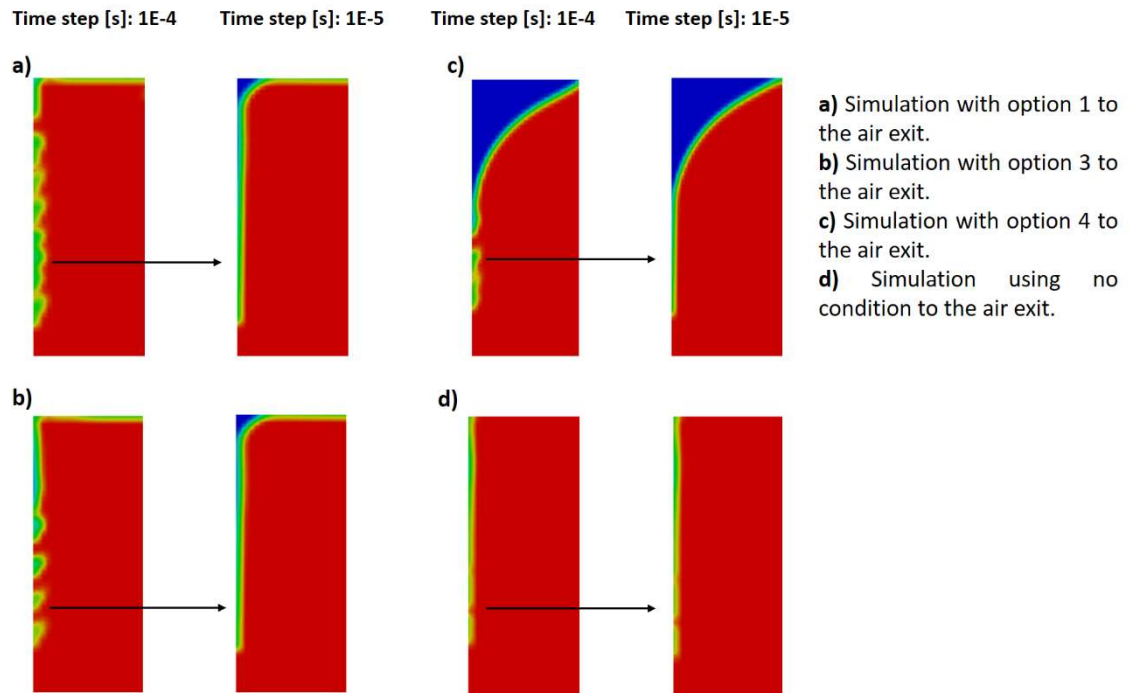 Time step [s]: 1E-4 Time step [s]: 1E-5 Time step [s]: 1E-4 Time step [s]: 1E-5
a)
c)
b)
d)
a) Simulation with option 1 to
the air exit.
b) Simulation with option 3 to
the air exit.
c) Simulation with option 4 to
the air exit.
d) Simulation using no
condition to the air exit.